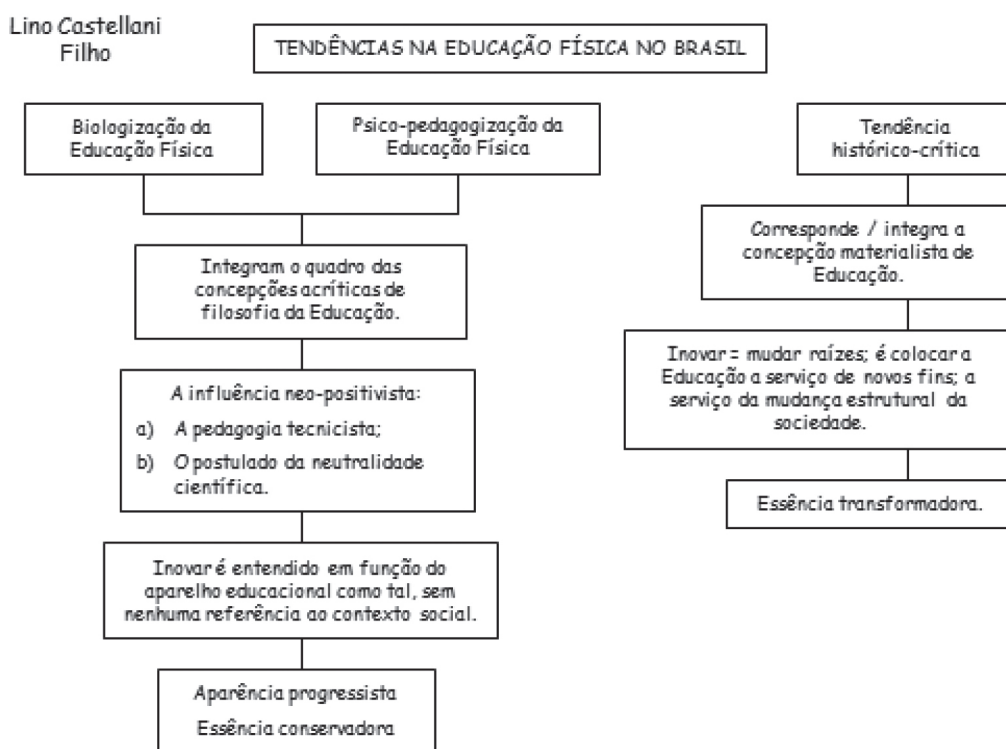 Lino Castellani
Filho
TENDÊNCIAS NA EDUCAÇÃO FÍSICA NO BRASIL
Biologização da
Educação Física
Psico-pedagogização da
Educação Física
Integram o quadro das
concepções acríticas de
filosofia da Educação.
A influência neo-positivista:
a) A pedagogia tecnicista;
b) O postulado da neutralidade
científica.
Inovar é entendido em função do
aparelho educacional como tal, sem
nenhuma referência ao contexto social.
Aparência progressista
Essência conservadora
Tendência
histórico-crítica
Corresponde / integra a
concepção materialista de
Educação.
Inovar = mudar raízes; é colocar a
Educação a serviço de novos fins; a
serviço da mudança estrutural da
sociedade.
Essência transformadora.